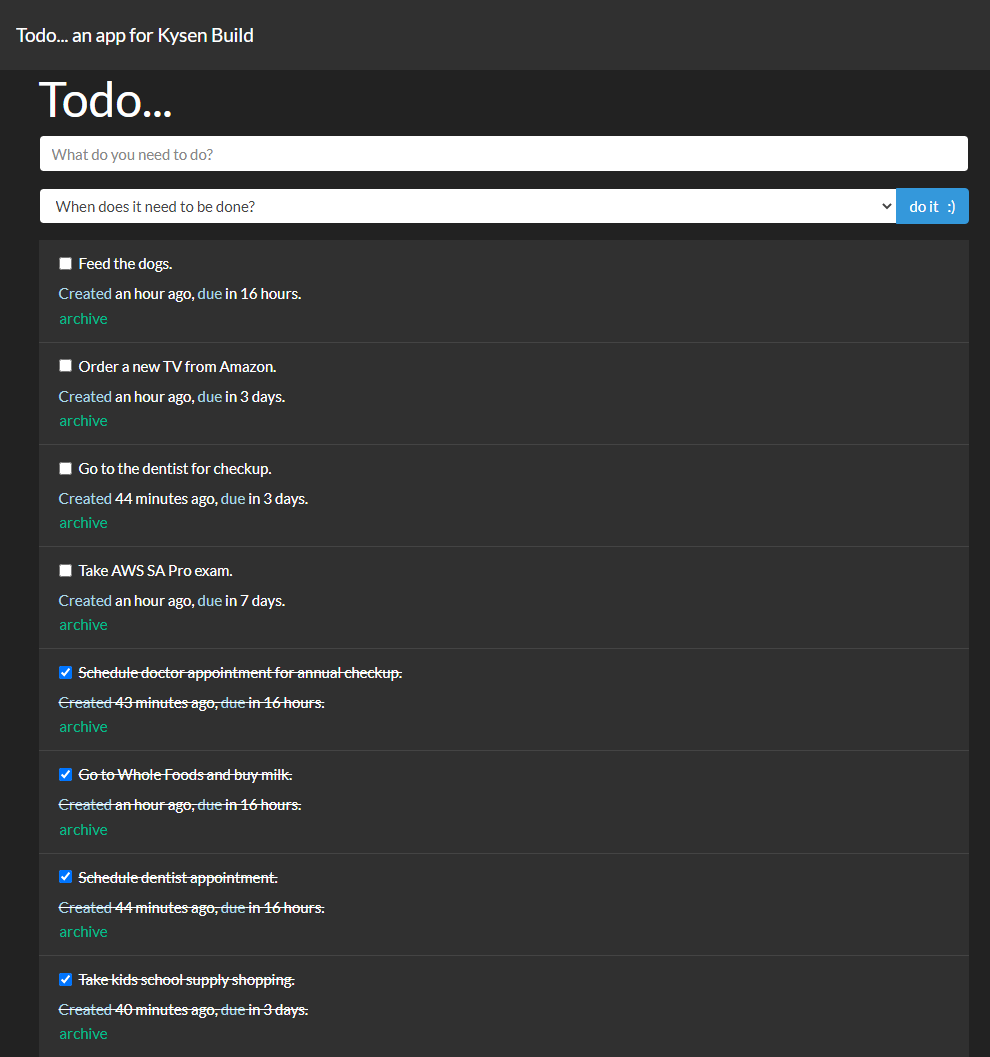 Todo... an app for Kysen Build
Todo...
What do you need to do?
When does it need to be done?
do it :)
Feed the dogs.
Created an hour ago, due in 16 hours.
archive
Order a new TV from Amazon.
Created an hour ago, due in 3 days.
archive
Go to the dentist for checkup.
Created 44 minutes ago, due in 3 days.
archive
Take AWS SA Pro exam.
Created an hour ago, due in 7 days.
archive
Schedule doctor appointment for annual checkup.
Created 43 minutes ago, due in 16 hours.
archive
Go to Whole Foods and buy milk.
Created an hour ago, due in 16 hours.
archive
Schedule dentist appointment.
Created 44 minutes ago, due in 16 hours.
archive
Take kids school supply shopping.
Created 40 minutes ago, due in 3 days.
archive